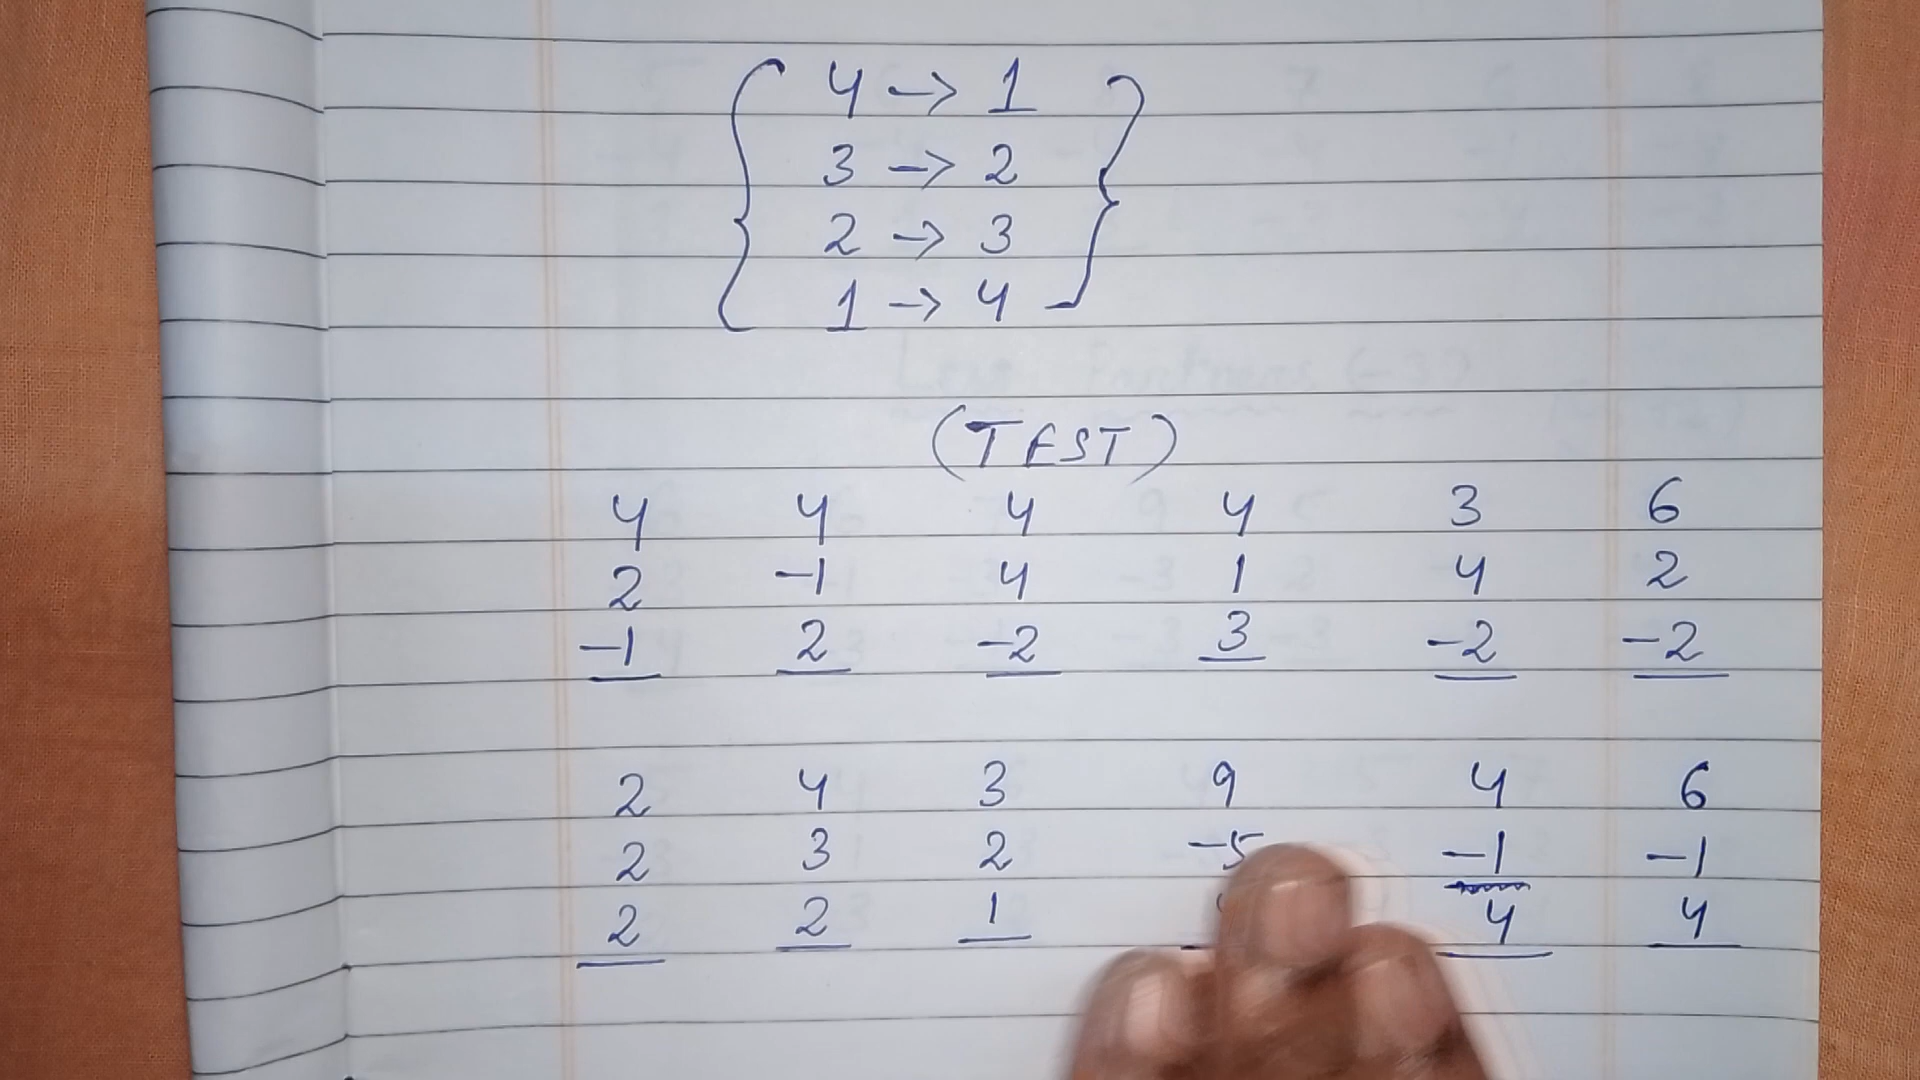 4 → 1
3 → 2
2 → 3
1 → 4
(TEST)
4 4 4 4 3 6
2 -1 4 1 4 2
-1 2 -2 3 -2 -2
2 4 3 9 4 6
2 3 2 -5 -1 -1
2 2 1 4 4